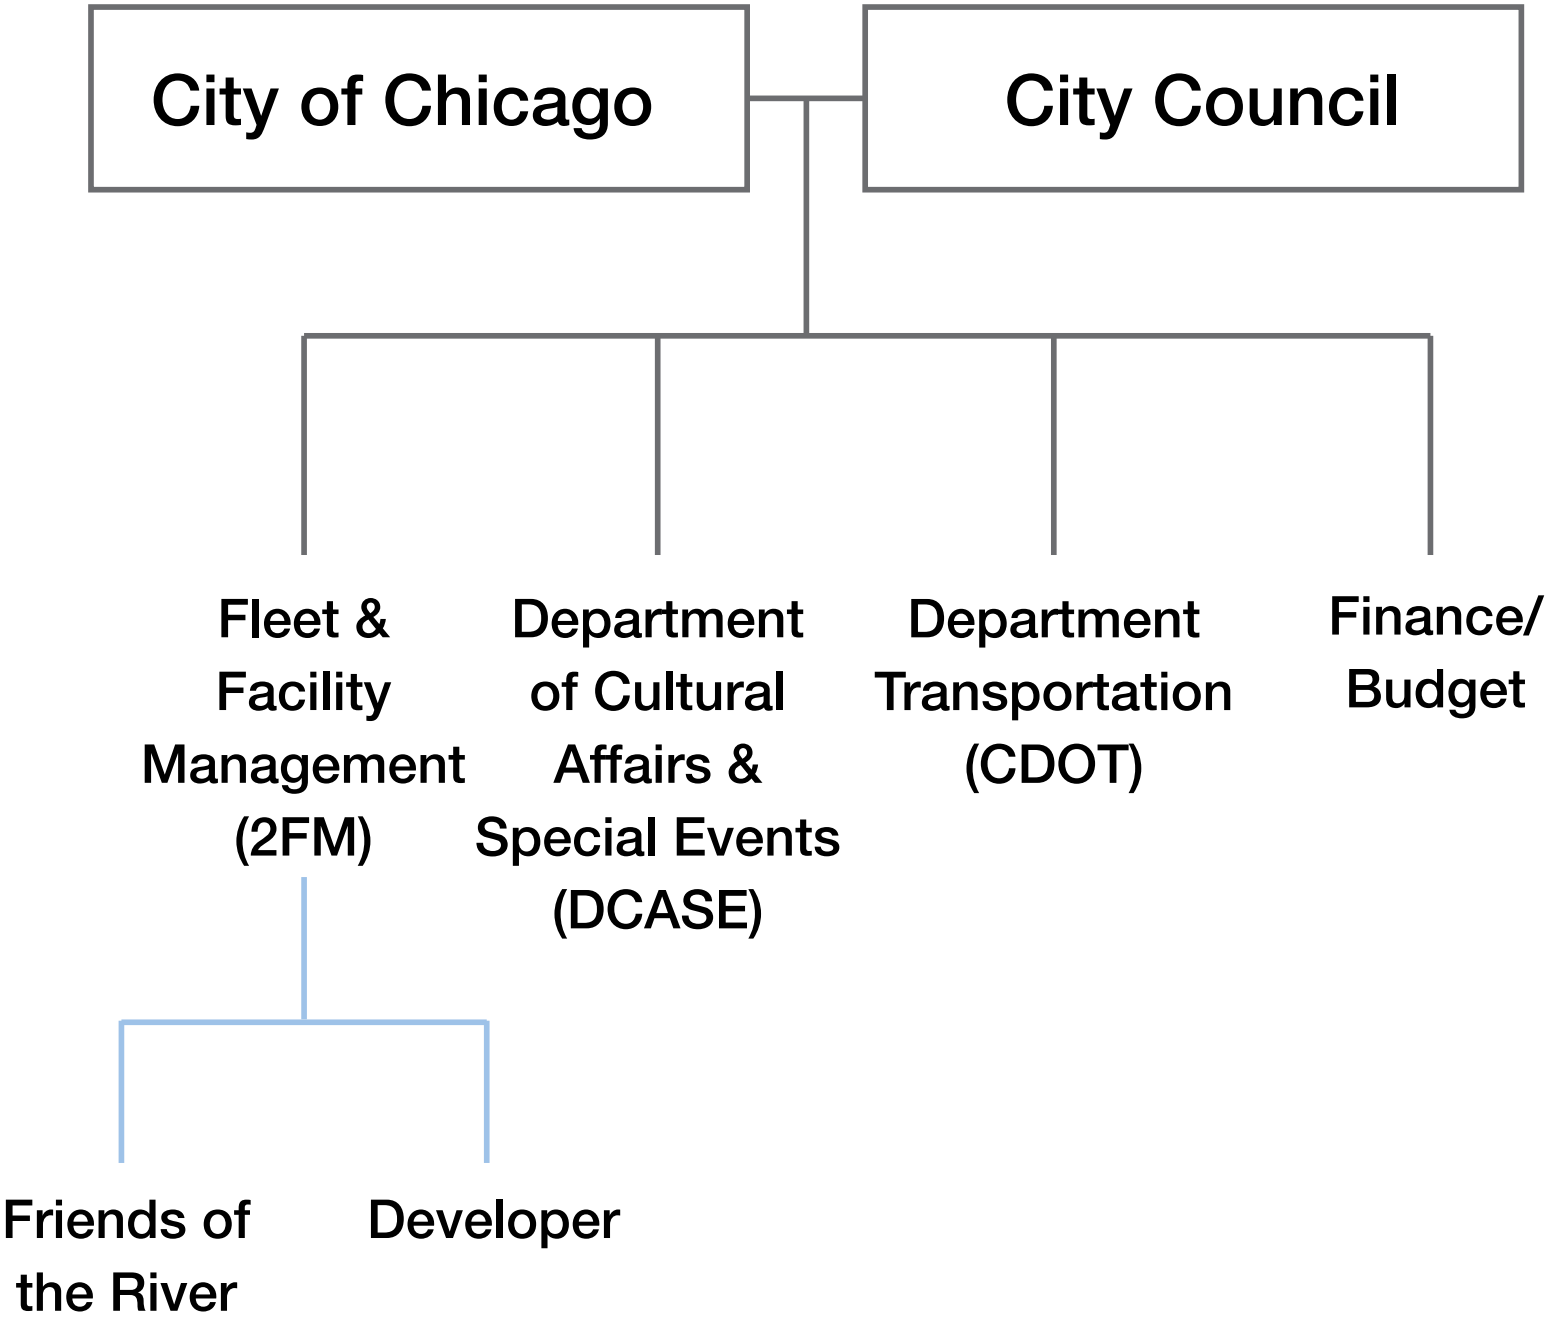 City of Chicago
City Council
Fleet &
Facility
Management
(2FM)
Department
of Cultural
Affairs &
Special Events
(DCASE)
Department
Transportation
(CDOT)
Finance/
Budget
Friends of
the River
Developer